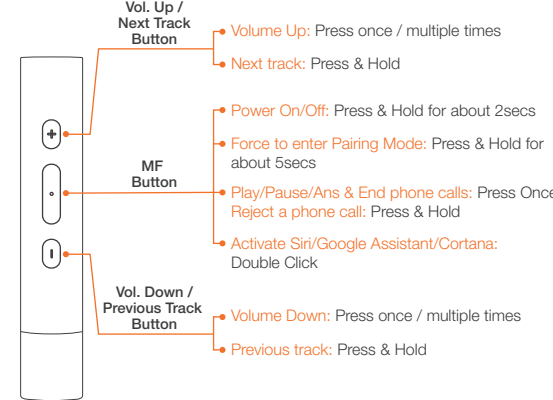 Vol. Up /
Next Track
Button
Volume Up: Press once / multiple times
Next track: Press & Hold
MF
Button
Power On/Off: Press & Hold for about 2secs
Force to enter Pairing Mode: Press & Hold for
about 5secs
Play/Pause/Ans & End phone calls: Press Once
Reject a phone call: Press & Hold
Activate Siri/Google Assistant/Cortana:
Double Click
Vol. Down /
Previous Track
Button
Volume Down: Press once / multiple times
Previous track: Press & Hold